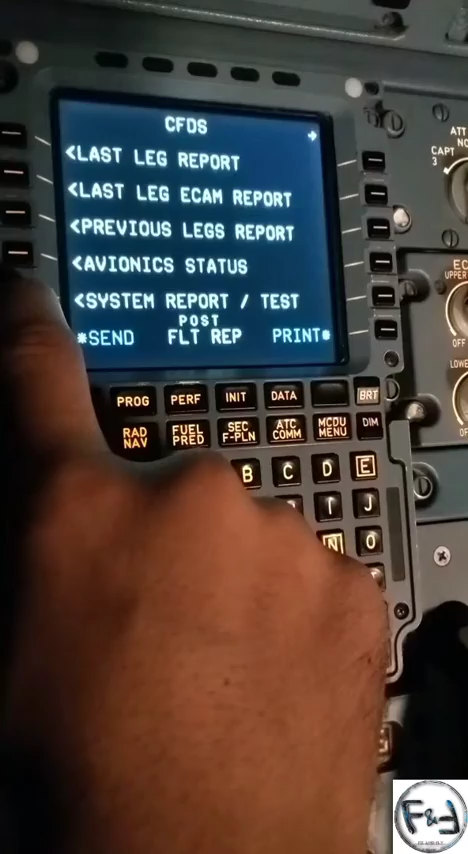 CFDS
→
<LAST LEG REPORT
<LAST LEG ECAM REPORT
<PREVIOUS LEGS REPORT
<AVIONICS STATUS
<SYSTEM REPORT / TEST
POST
*SEND FLT REP PRINT*
PROG PERF INIT DATA BRT
RAD NAV FUEL PRED SEC F-PLN ATC COMM MCDU MENU DIM
B C D E
I J
N O
ATT
CAPT
3
UPPER
OFF
OFF
F&F